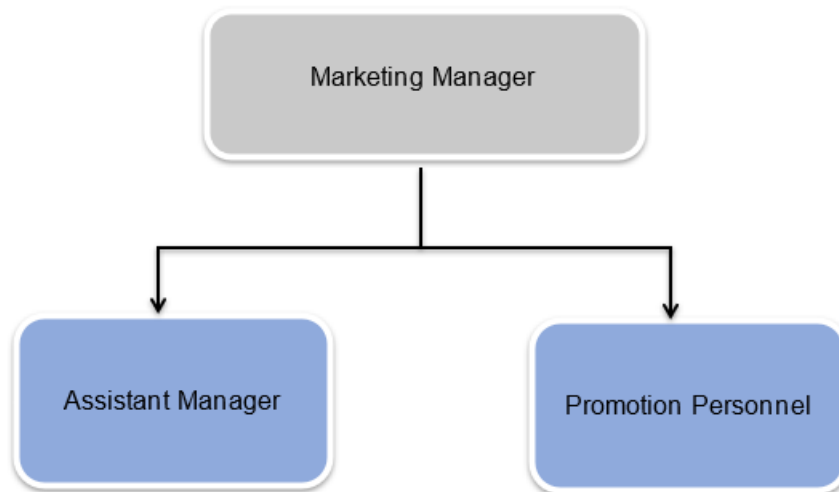 Marketing Manager
Assistant Manager
Promotion Personnel